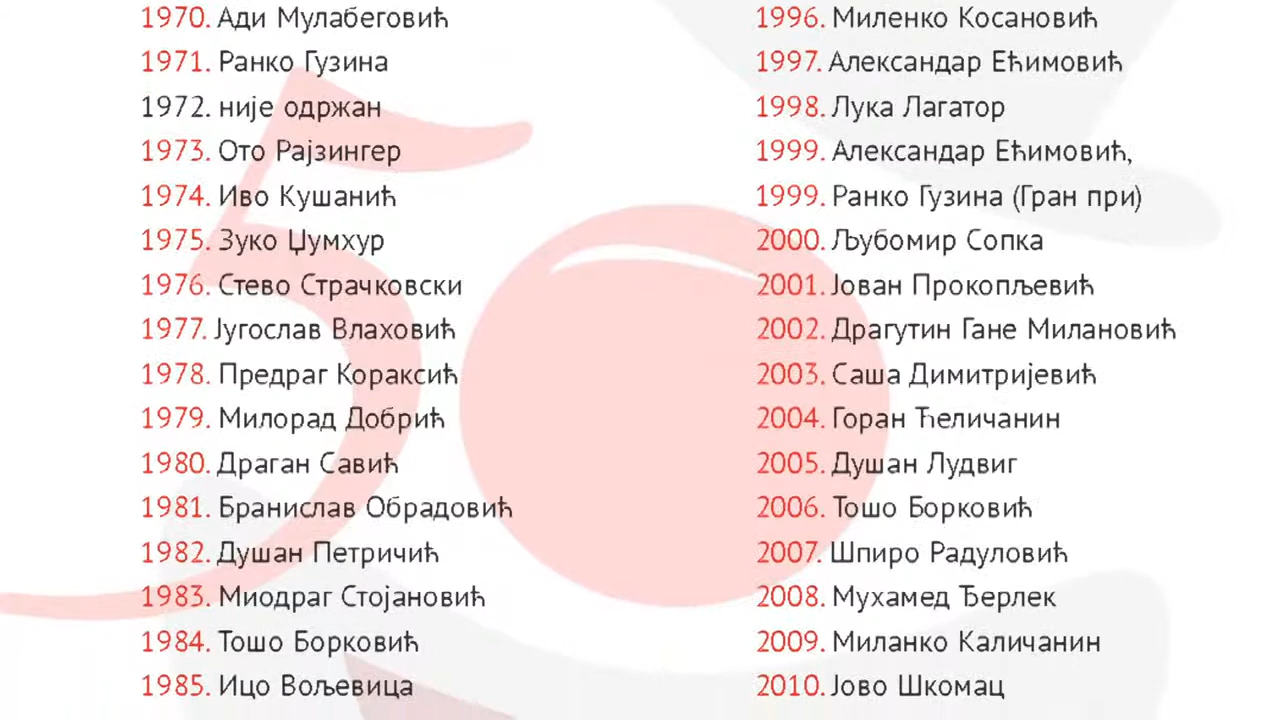 1970. Ади Мулабеговић
1971. Ранко Гузина
1972. није одржан
1973. Ото Рајзингер
1974. Иво Кушанић
1975. Зуко Џумхур
1976. Стево Страчковски
1977. Југослав Влаховић
1978. Предраг Кораксић
1979. Милорад Добрић
1980. Драган Савић
1981. Бранислав Обрадовић
1982. Душан Петричић
1983. Миодраг Стојановић
1984. Тошо Борковић
1985. Ицо Вољевица
1996. Миленко Косановић
1997. Александар Ећимовић
1998. Лука Лагатор
1999. Александар Ећимовић,
1999. Ранко Гузина (Гран при)
2000. Љубомир Сопка
2001. Јован Прокопљевић
2002. Драгутин Гане Милановић
2003. Саша Димитријевић
2004. Горан Ћеличанин
2005. Душан Лудвиг
2006. Тошо Борковић
2007. Шпиро Радуловић
2008. Мухамед Ђерлек
2009. Миланко Каличанин
2010. Јово Шкомац